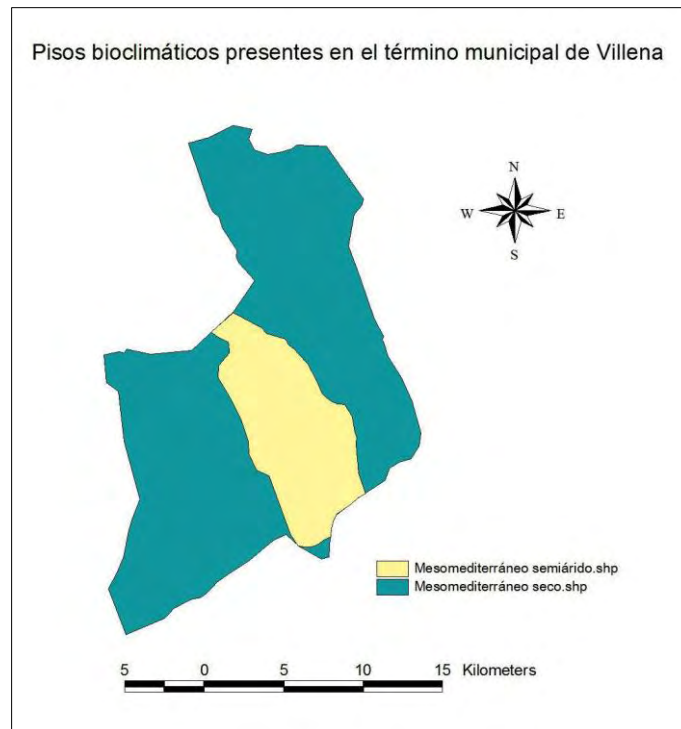 Pisos bioclimáticos presentes en el término municipal de Villena
N
W E
S
Mesomediterráneo semiárido.shp
Mesomediterráneo seco.shp
5 0 5 10 15 Kilometers